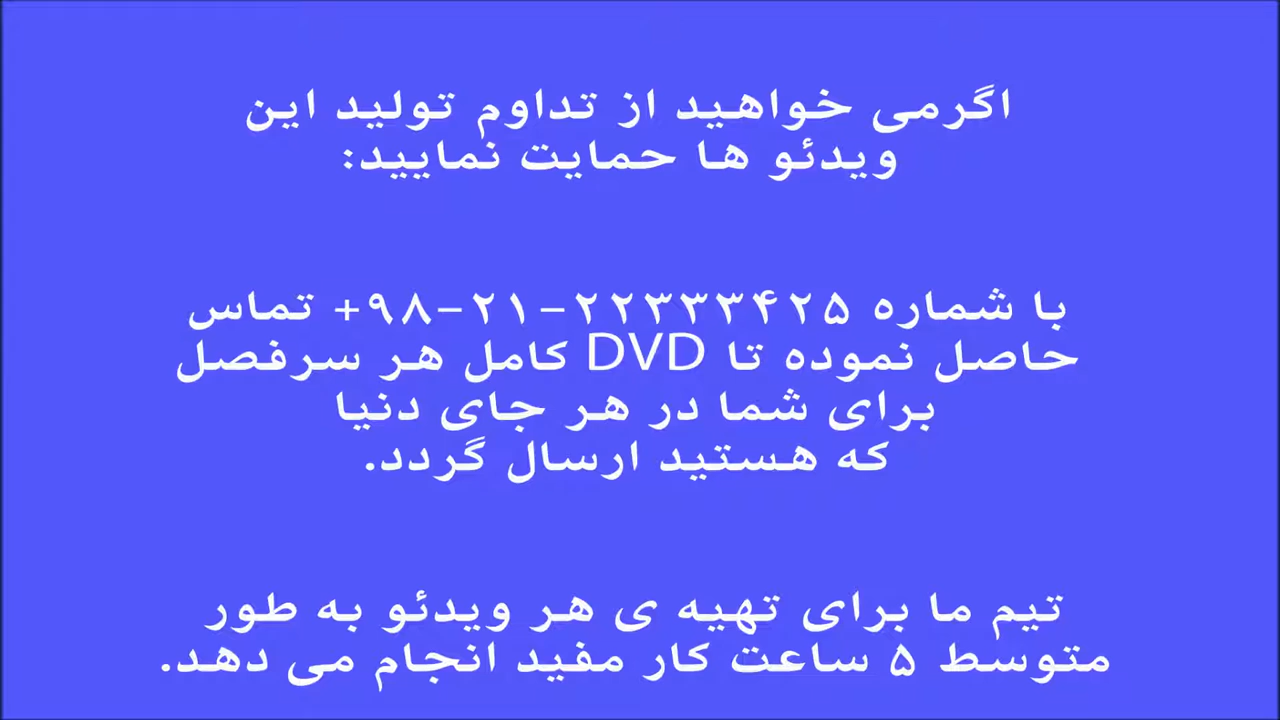 اگرمی خواهید از تداوم تولید این
ویدئو ها حمایت نمایید:
با شماره ۲۲۳۳۳۴۲۵-۲۱-۹۸+ تماس
حاصل نموده تا DVD کامل هر سرفصل
برای شما در هر جای دنیا
که هستید ارسال گردد.
تیم ما برای تهیه ی هر ویدئو به طور
متوسط ۵ ساعت کار مفید انجام می دهد.